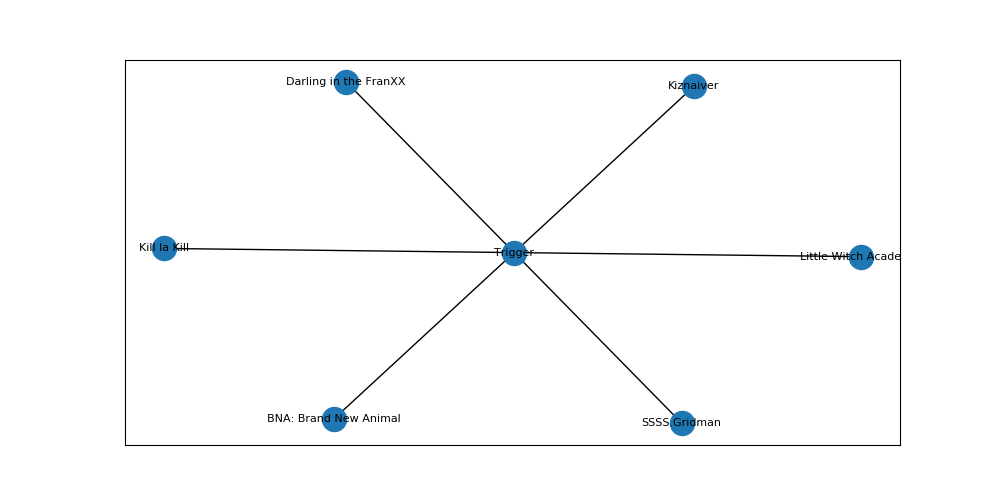 Darling in the FranXX
Kiznaiver
Kill la Kill
Trigger
Little Witch Acade
BNA: Brand New Animal
SSSS.Gridman